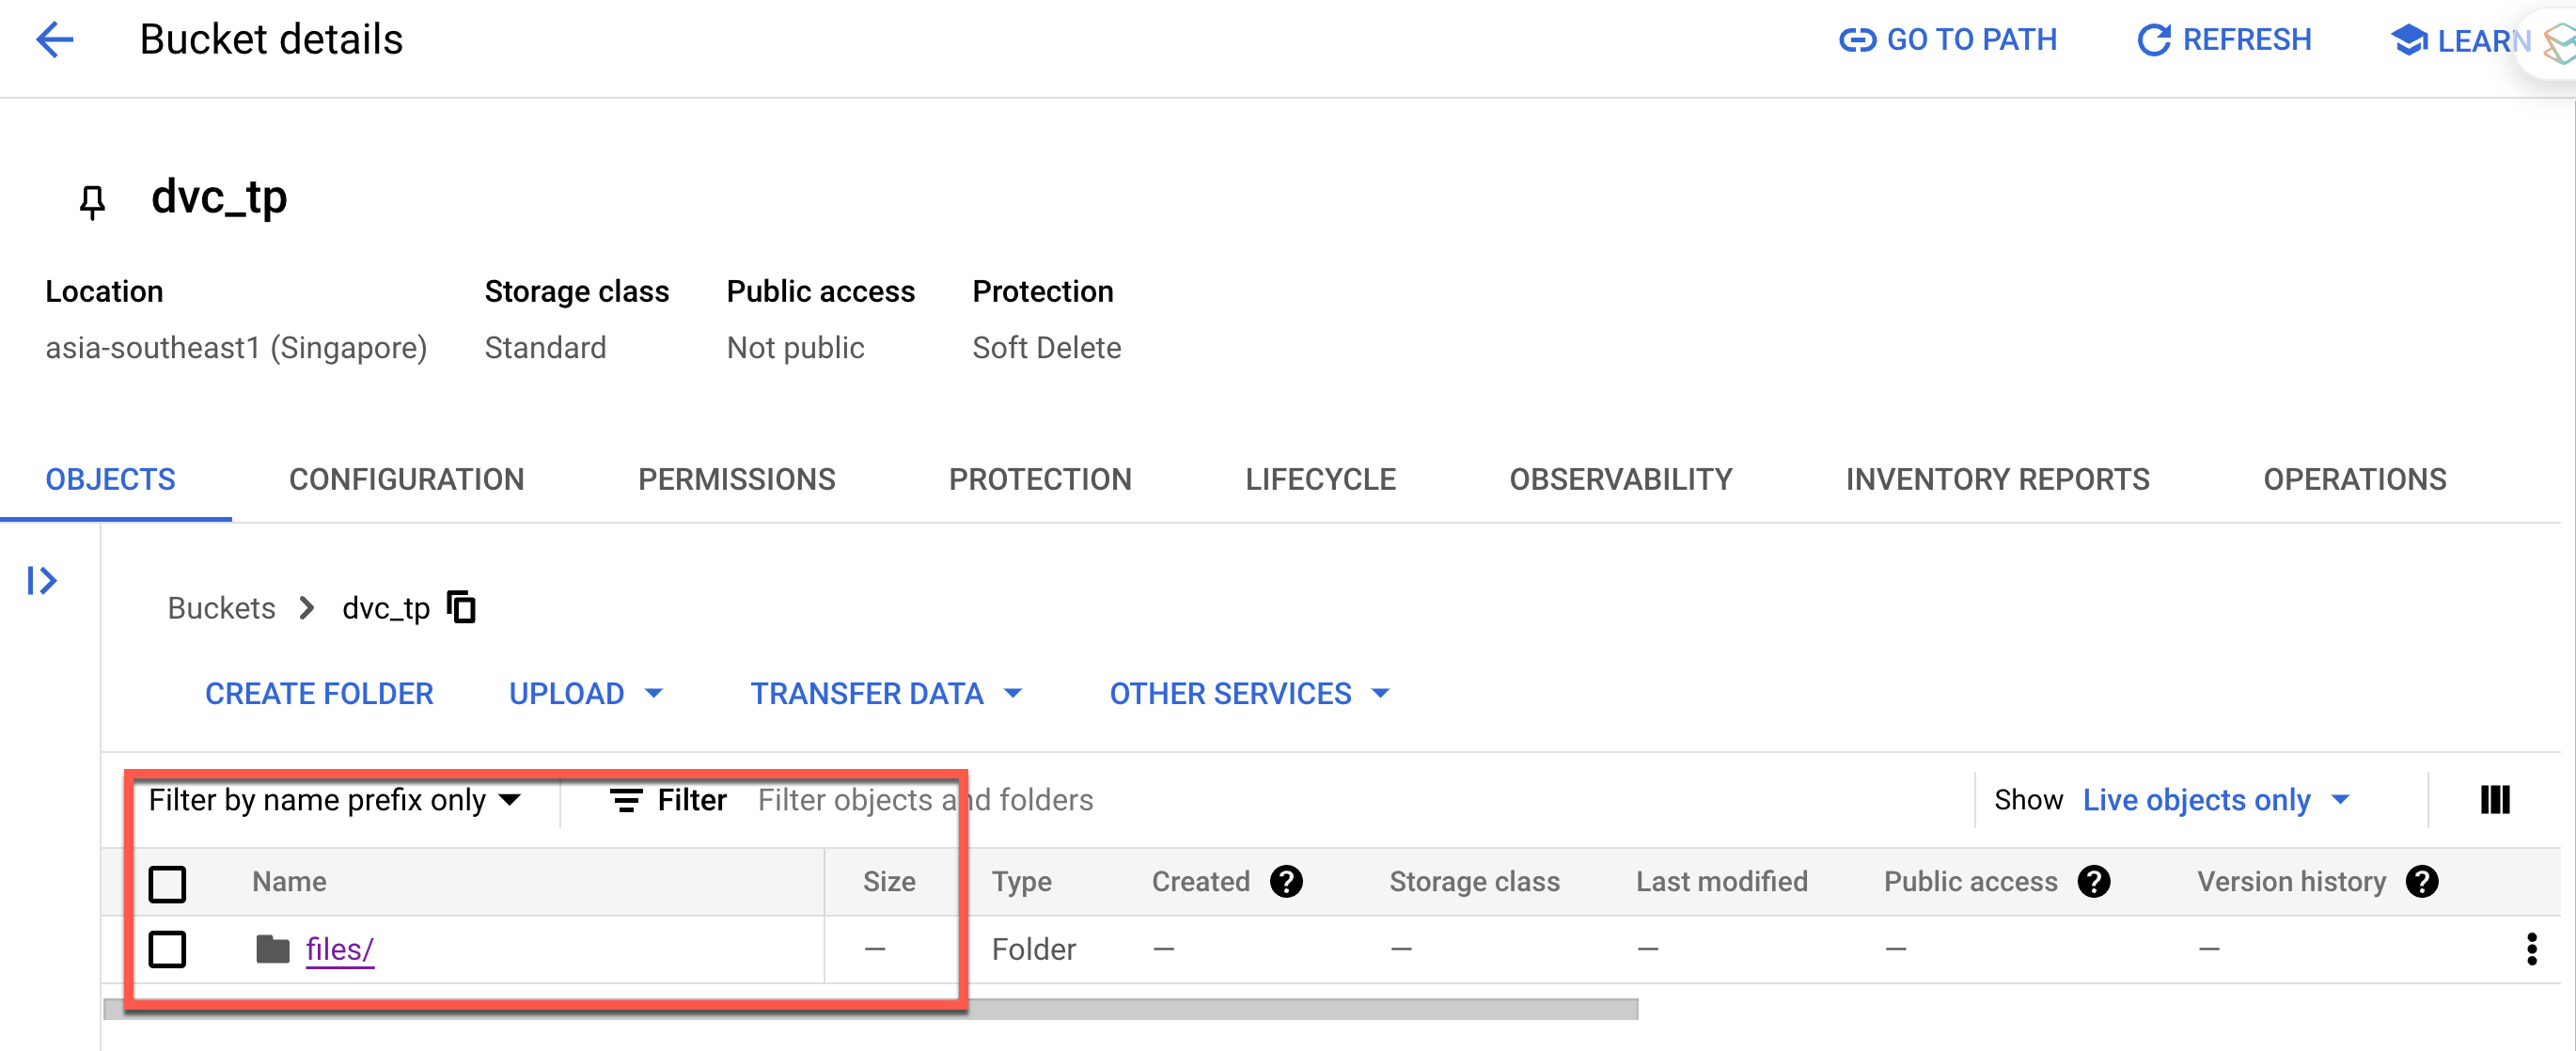 Bucket details GO TO PATH REFRESH LEARN
dvc_tp
Location Storage class Public access Protection
asia-southeast1 (Singapore) Standard Not public Soft Delete
OBJECTS CONFIGURATION PERMISSIONS PROTECTION LIFECYCLE OBSERVABILITY INVENTORY REPORTS OPERATIONS
Buckets > dvc_tp
CREATE FOLDER UPLOAD TRANSFER DATA OTHER SERVICES
Filter by name prefix only Filter Filter objects and folders Show Live objects only
Name Size Type Created ? Storage class Last modified Public access ? Version history ?
files/ — Folder — — — — —